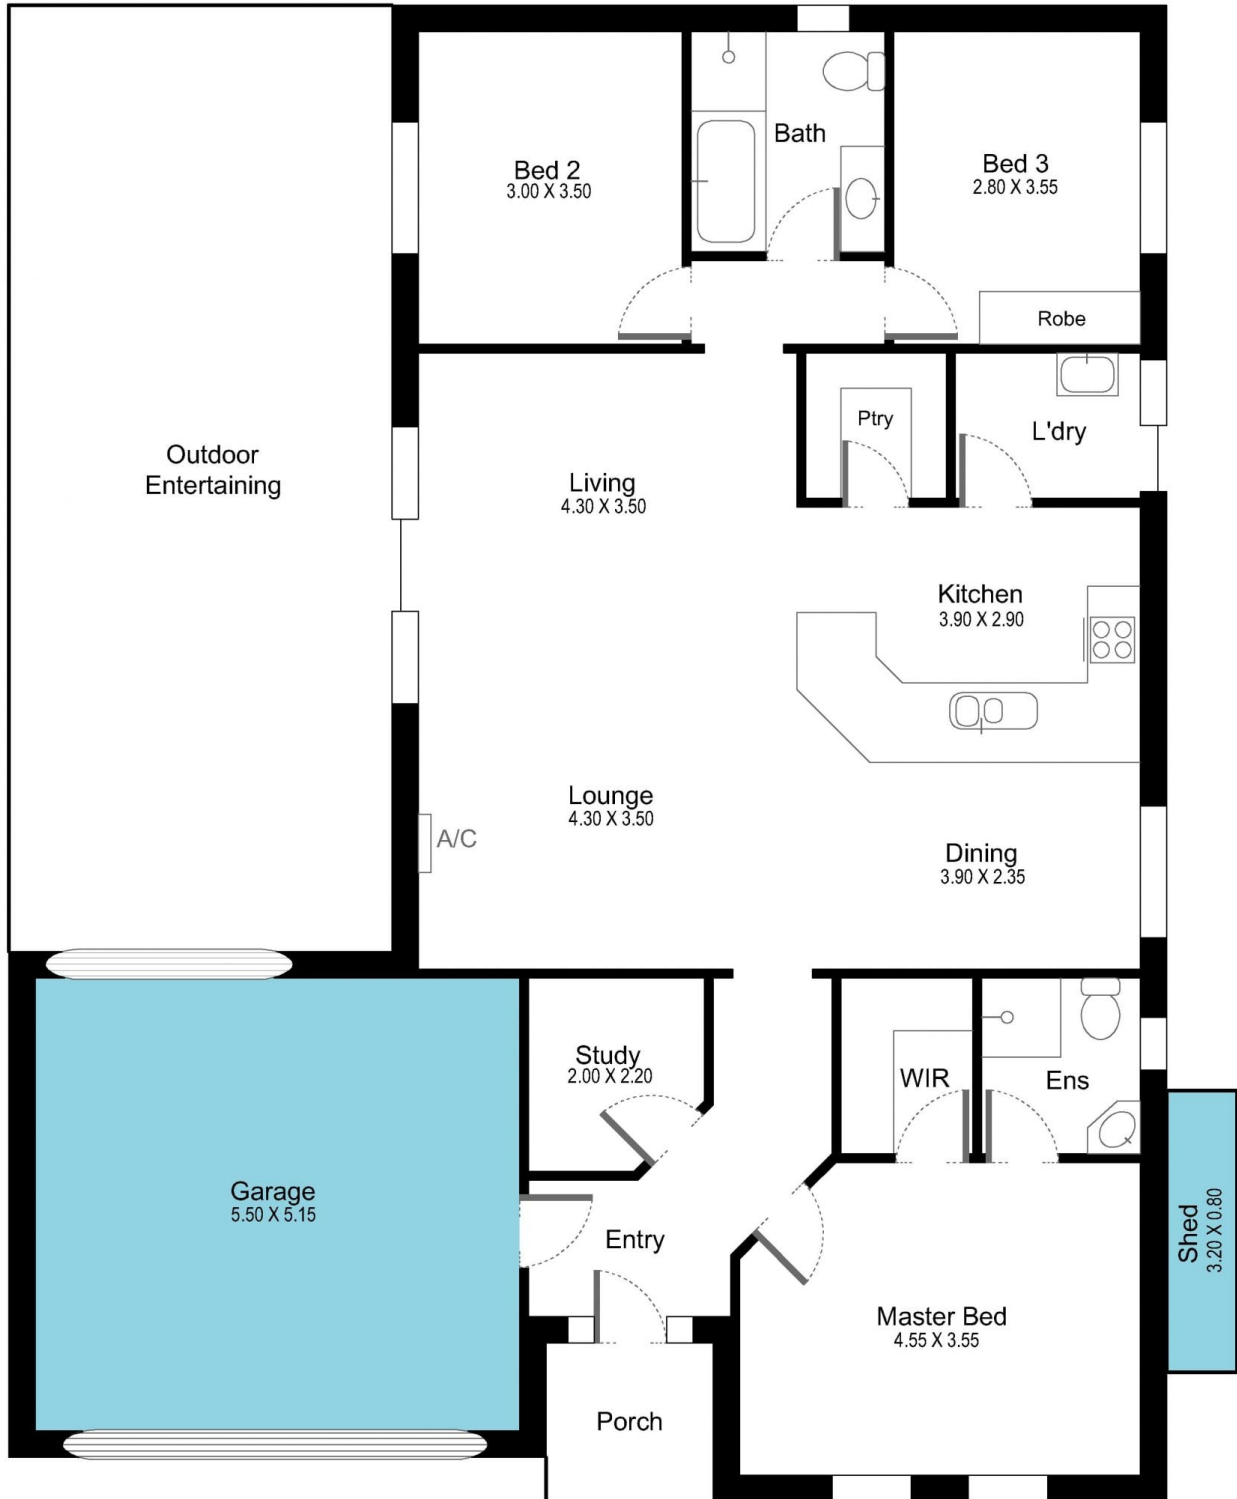 Bed 2
3.00 X 3.50
Bath
Bed 3
2.80 X 3.55
Robe
Outdoor
Entertaining
Living
4.30 X 3.50
Ptry
L'dry
Kitchen
3.90 X 2.90
Lounge
4.30 X 3.50
A/C
Dining
3.90 X 2.35
Study
2.00 X 2.20
WIR
Ens
Garage
5.50 X 5.15
Entry
Shed
3.20 X 0.80
Master Bed
4.55 X 3.55
Porch